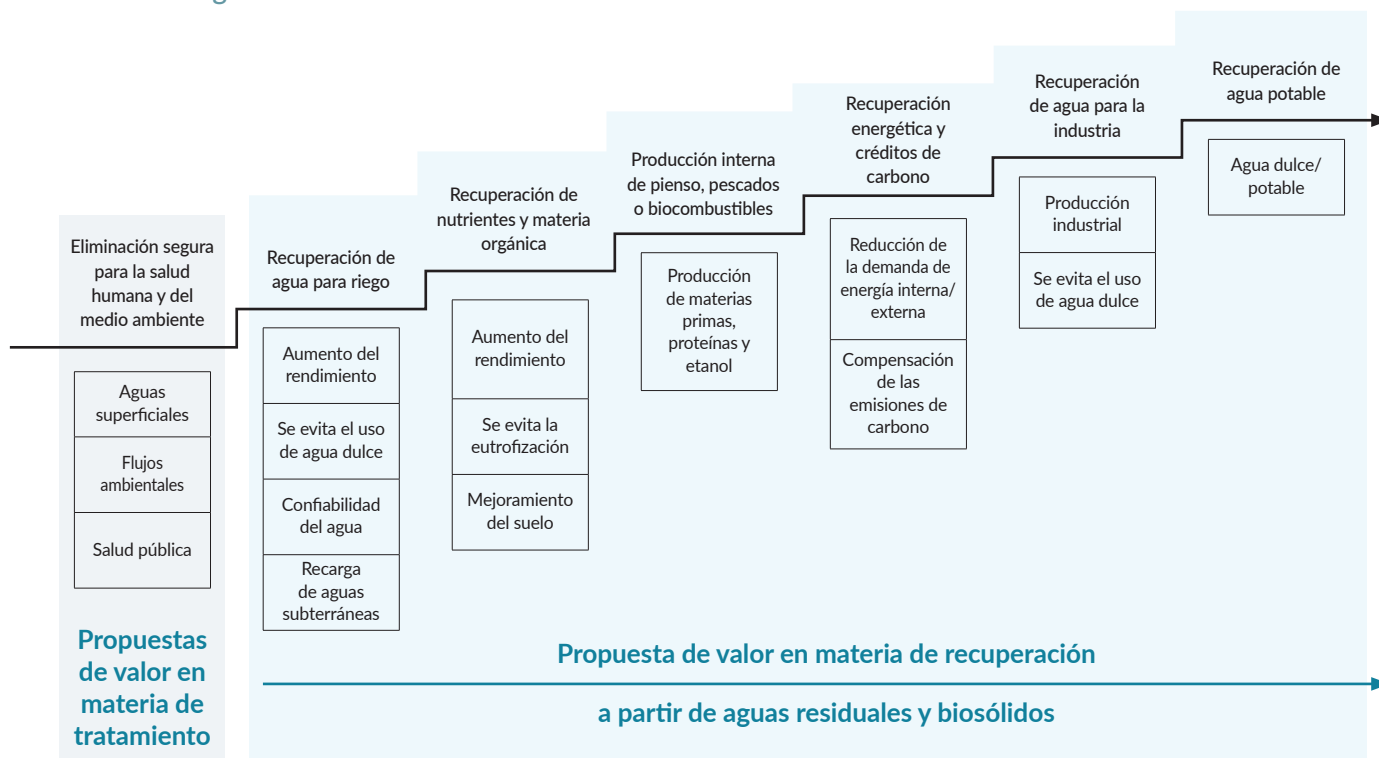 Eliminación segura
para la salud
humana y del
medio ambiente
Aguas
superficiales
Flujos
ambientales
Salud pública
Propuestas
de valor en
materia de
tratamiento
Recuperación de
agua para riego
Aumento del
rendimiento
Se evita el uso
de agua dulce
Confiabilidad
del agua
Recarga
de aguas
subterráneas
Recuperación de
nutrientes y materia
orgánica
Aumento del
rendimiento
Se evita la
eutrofización
Mejoramiento
del suelo
Producción interna
de pienso, pescados
o biocombustibles
Producción
de materias
primas,
proteínas y
etanol
Recuperación
energética y
créditos de
carbono
Reducción de
la demanda de
energía interna/
externa
Compensación
de las
emisiones de
carbono
Recuperación
de agua para la
industria
Producción
industrial
Se evita el uso
de agua dulce
Recuperación de
agua potable
Agua dulce/
potable
Propuesta de valor en materia de recuperación
a partir de aguas residuales y biosólidos